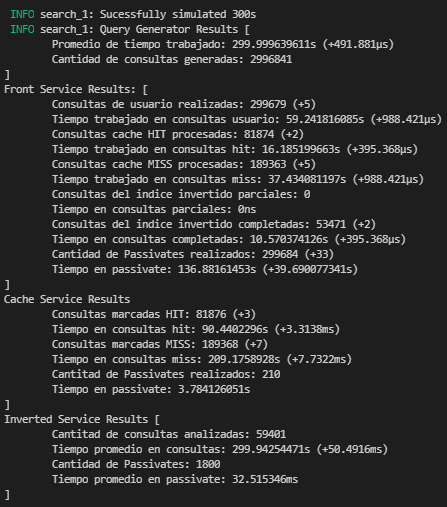 INFO search_1: Sucessfully simulated 300s
INFO search_1: Query Generator Results [
Promedio de tiempo trabajado: 299.999639611s (+491.881µs)
Cantidad de consultas generadas: 2996841
]
Front Service Results: [
Consultas de usuario realizadas: 299679 (+5)
Tiempo trabajado en consultas usuario: 59.241816085s (+988.421µs)
Consultas cache HIT procesadas: 81874 (+2)
Tiempo trabajado en consultas hit: 16.185199663s (+395.368µs)
Consultas cache MISS procesadas: 189363 (+5)
Tiempo trabajado en consultas miss: 37.434081197s (+988.421µs)
Consultas del indice invertido parciales: 0
Tiempo en consultas parciales: 0ns
Consultas del indice invertido completadas: 53471 (+2)
Tiempo en consultas completadas: 10.570374126s (+395.368µs)
Cantidad de Passivates realizados: 299684 (+33)
Tiempo en passivate: 136.88161453s (+39.690077341s)
]
Cache Service Results
Consultas marcadas HIT: 81876 (+3)
Tiempo en consultas hit: 90.4402296s (+3.3138ms)
Consultas marcadas MISS: 189368 (+7)
Tiempo en consultas miss: 209.1758928s (+7.7322ms)
Cantitad de Passivates realizados: 210
Tiempo en passivate: 3.784126051s
]
Inverted Service Results [
Cantitad de consultas analizadas: 59401
Tiempo promedio en consultas: 299.94254471s (+50.4916ms)
Cantidad de Passivates: 1800
Tiempo promedio en passivate: 32.515346ms
]